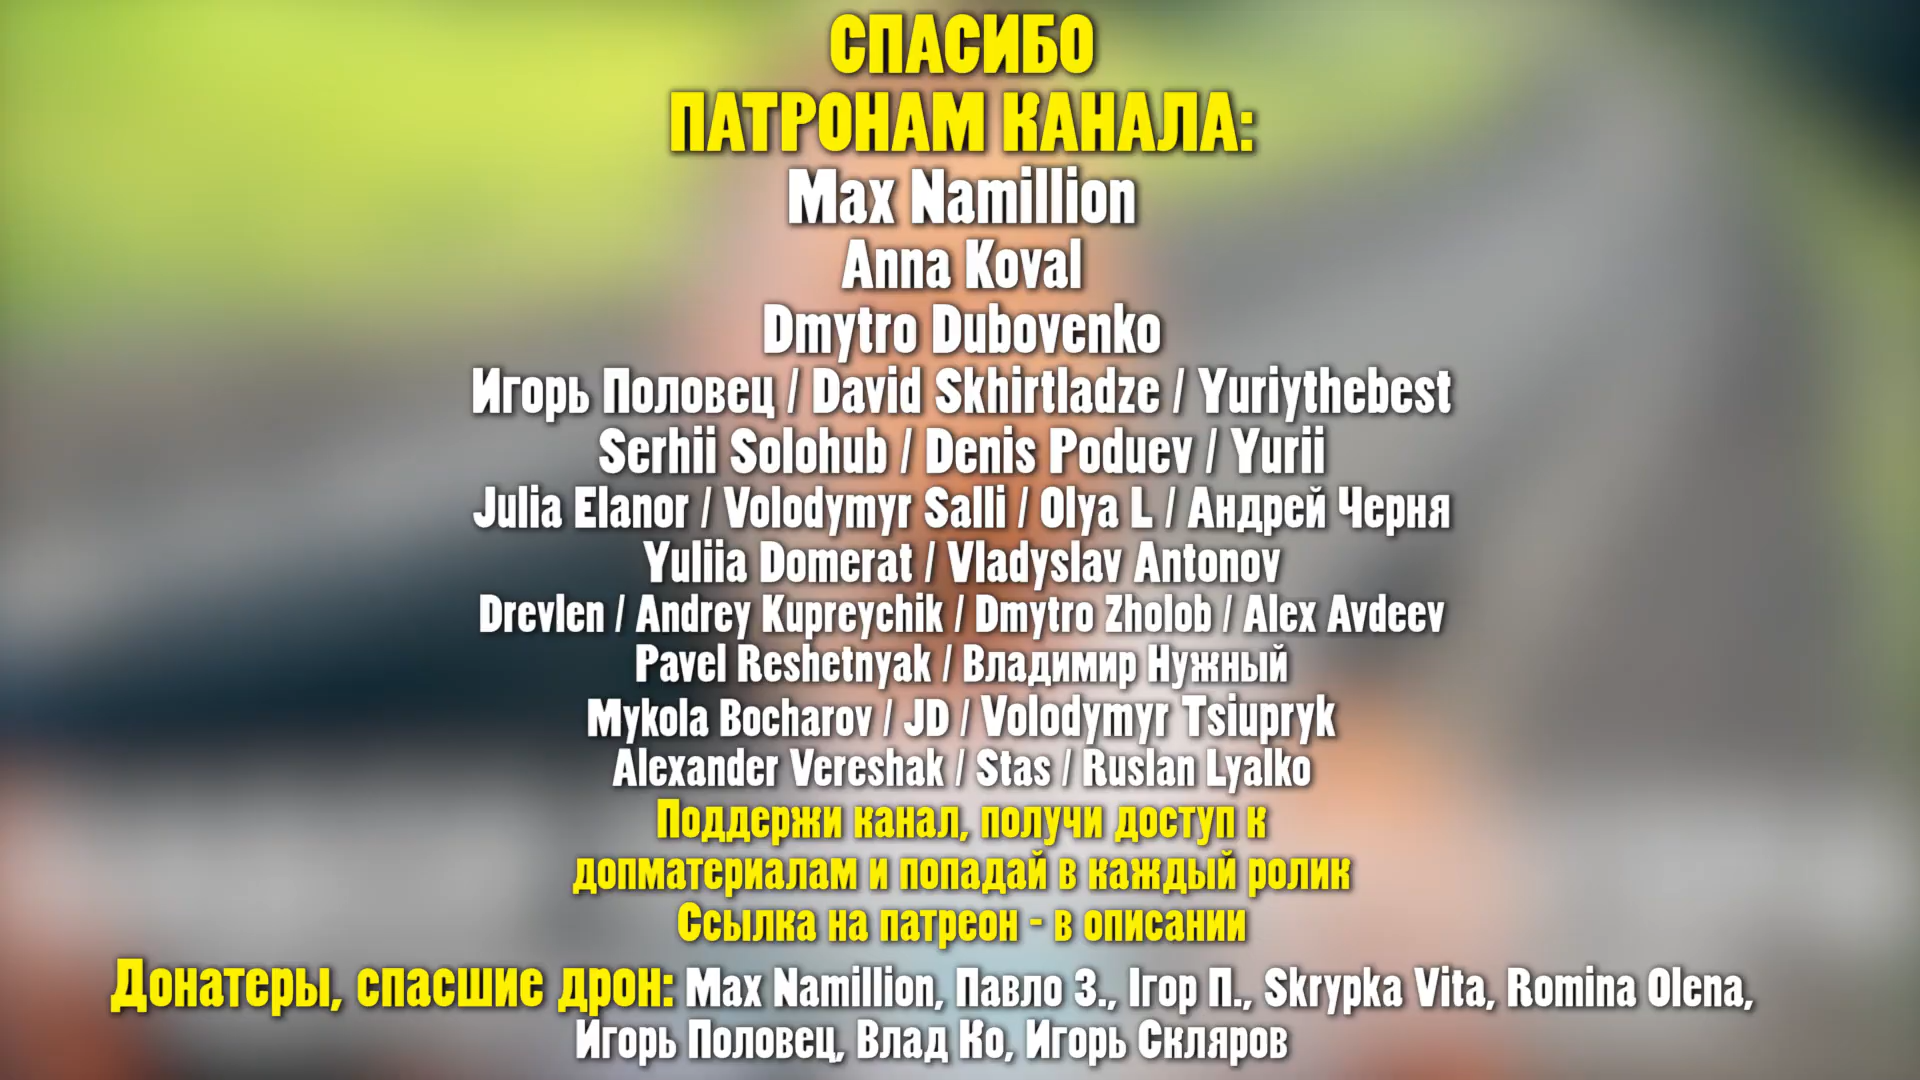 СПАСИБО
ПАТРОНАМ КАНАЛА:
Max Namillion
Anna Koval
Dmytro Dubovenko
Игорь Половец / David Skhirtladze / Yuriythebest
Serhii Solohub / Denis Poduev / Yurii
Julia Elanor / Volodymyr Salli / Olya L / Андрей Черня
Yuliia Domerat / Vladyslav Antonov
Drevlen / Andrey Kupreychik / Dmytro Zholob / Alex Avdeev
Pavel Reshetnyak / Владимир Нужный
Mykola Bocharov / JD / Volodymyr Tsiupryk
Alexander Vereshak / Stas / Ruslan Lyalko
Поддержи канал, получи доступ к
допматериалам и попадай в каждый ролик
Ссылка на патреон - в описании
Донатеры, спасшие дрон: Max Namillion, Павло З., Ігор П., Skrypka Vita, Romina Olena,
Игорь Половец, Влад Ко, Игорь Скляров